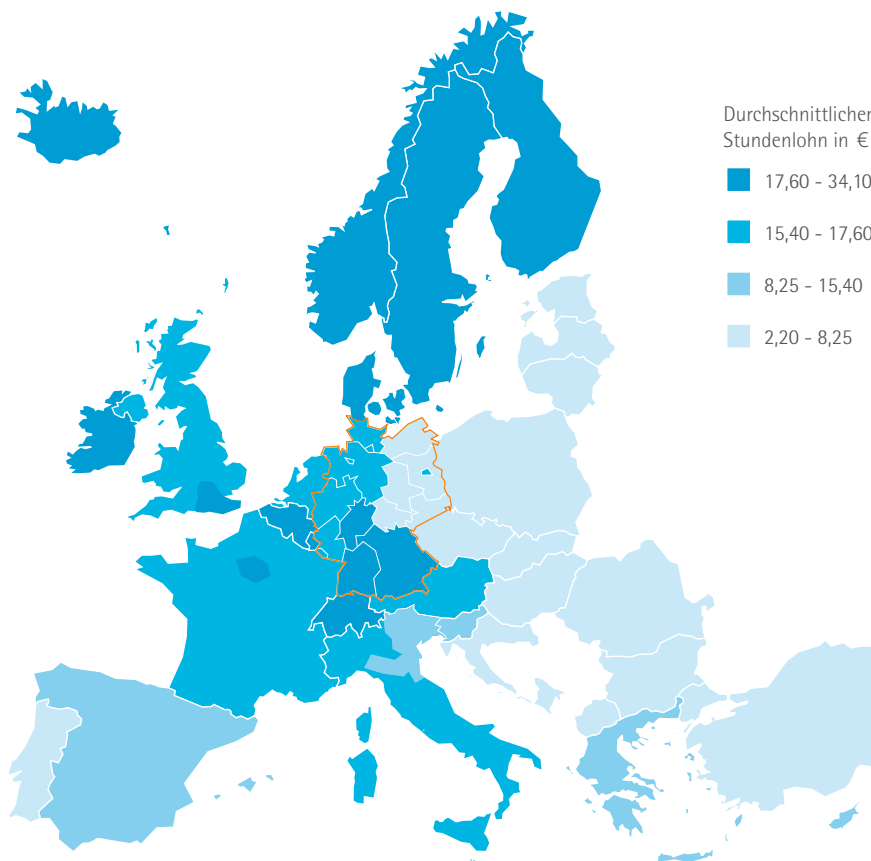 Durchschnittlicher
Stundenlohn in €
17,60 - 34,10
15,40 - 17,60
8,25 - 15,40
2,20 - 8,25